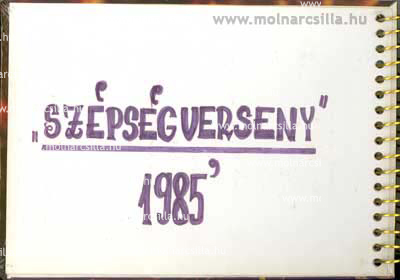 www.molnarcsilla.hu
„SZÉPSÉGVERSENY"
molnarcsilla.hu
1985'